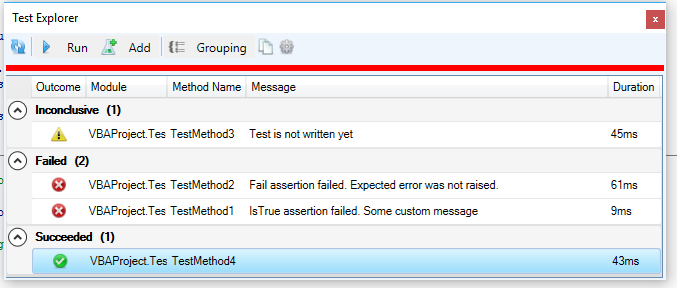 Test Explorer
x
Run Add Grouping
Outcome Module Method Name Message Duration
Inconclusive (1)
VBAProject.Tes TestMethod3 Test is not written yet 45ms
Failed (2)
VBAProject.Tes TestMethod2 Fail assertion failed. Expected error was not raised. 61ms
VBAProject.Tes TestMethod1 IsTrue assertion failed. Some custom message 9ms
Succeeded (1)
VBAProject.Tes TestMethod4 43ms